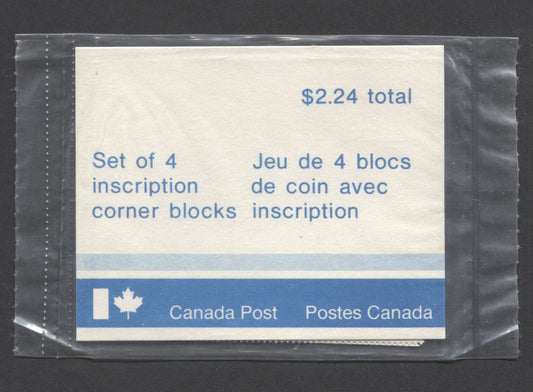 $2.24 total
Set of 4
inscription
corner blocks
Jeu de 4 blocs
de coin avec
inscription
Canada Post
Postes Canada